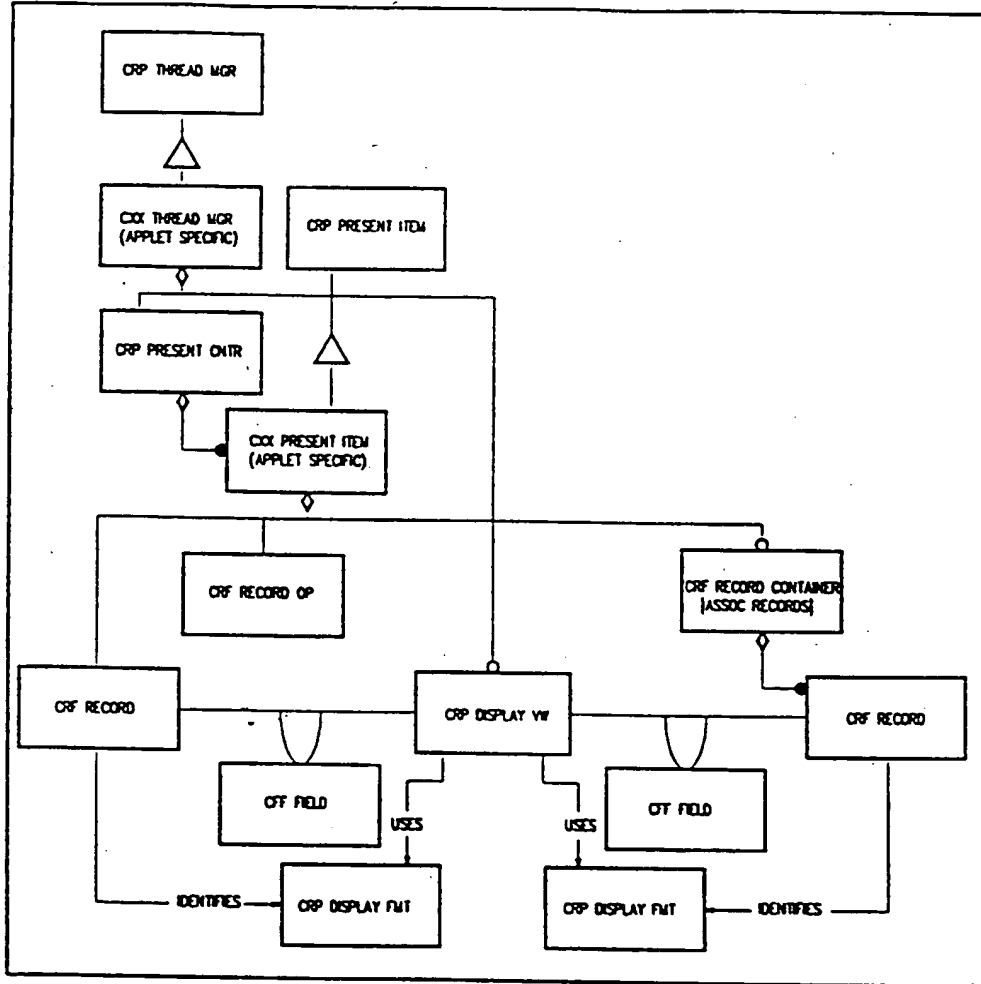 CRP THREAD MGR
CXX THREAD MGR
(APPLET SPECIFIC)
CRP PRESENT ITEM
CRP PRESENT CNTR
CXX PRESENT ITEM
(APPLET SPECIFIC)
CRF RECORD OP
CRF RECORD CONTAINER
|ASSOC RECORDS|
CRF RECORD
CRP DISPLAY VW
CRF RECORD
CFF FIELD
CFF FIELD
USES
USES
CRP DISPLAY FMT
CRP DISPLAY FMT
IDENTIFIES
IDENTIFIES